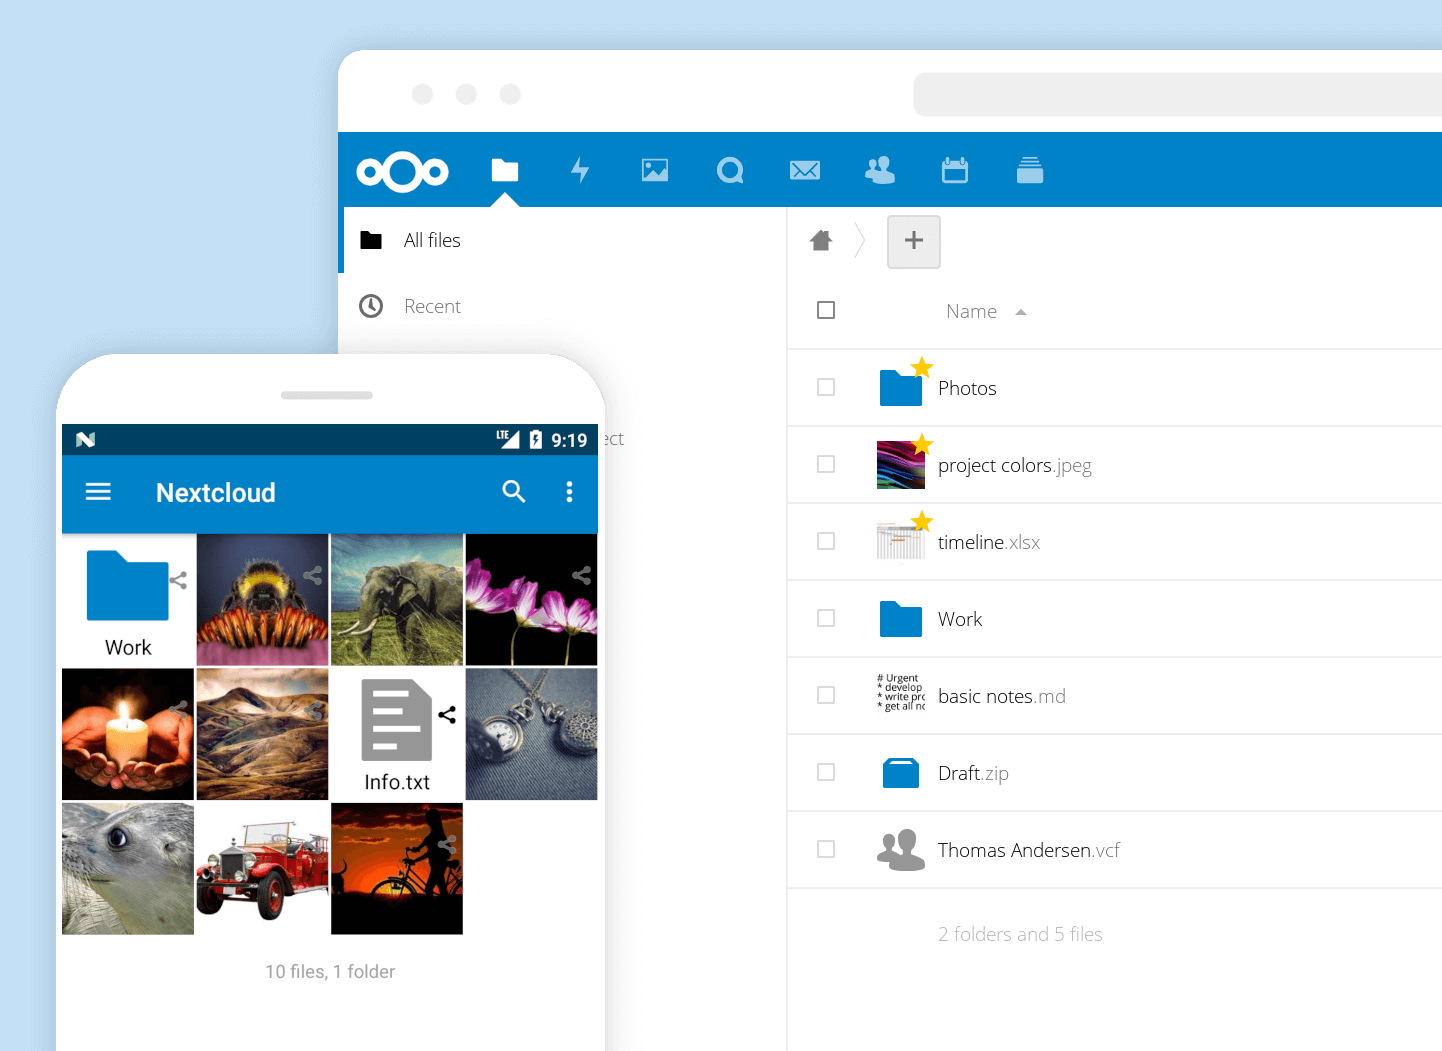 All files
Recent
ect
Name
Photos
project colors.jpeg
timeline.xlsx
Work
# Urgent
* develop
* write pro
* get all no
basic notes.md
Draft.zip
Thomas Andersen.vcf
2 folders and 5 files
LTE 9:19
Nextcloud
Work
Info.txt
10 files, 1 folder